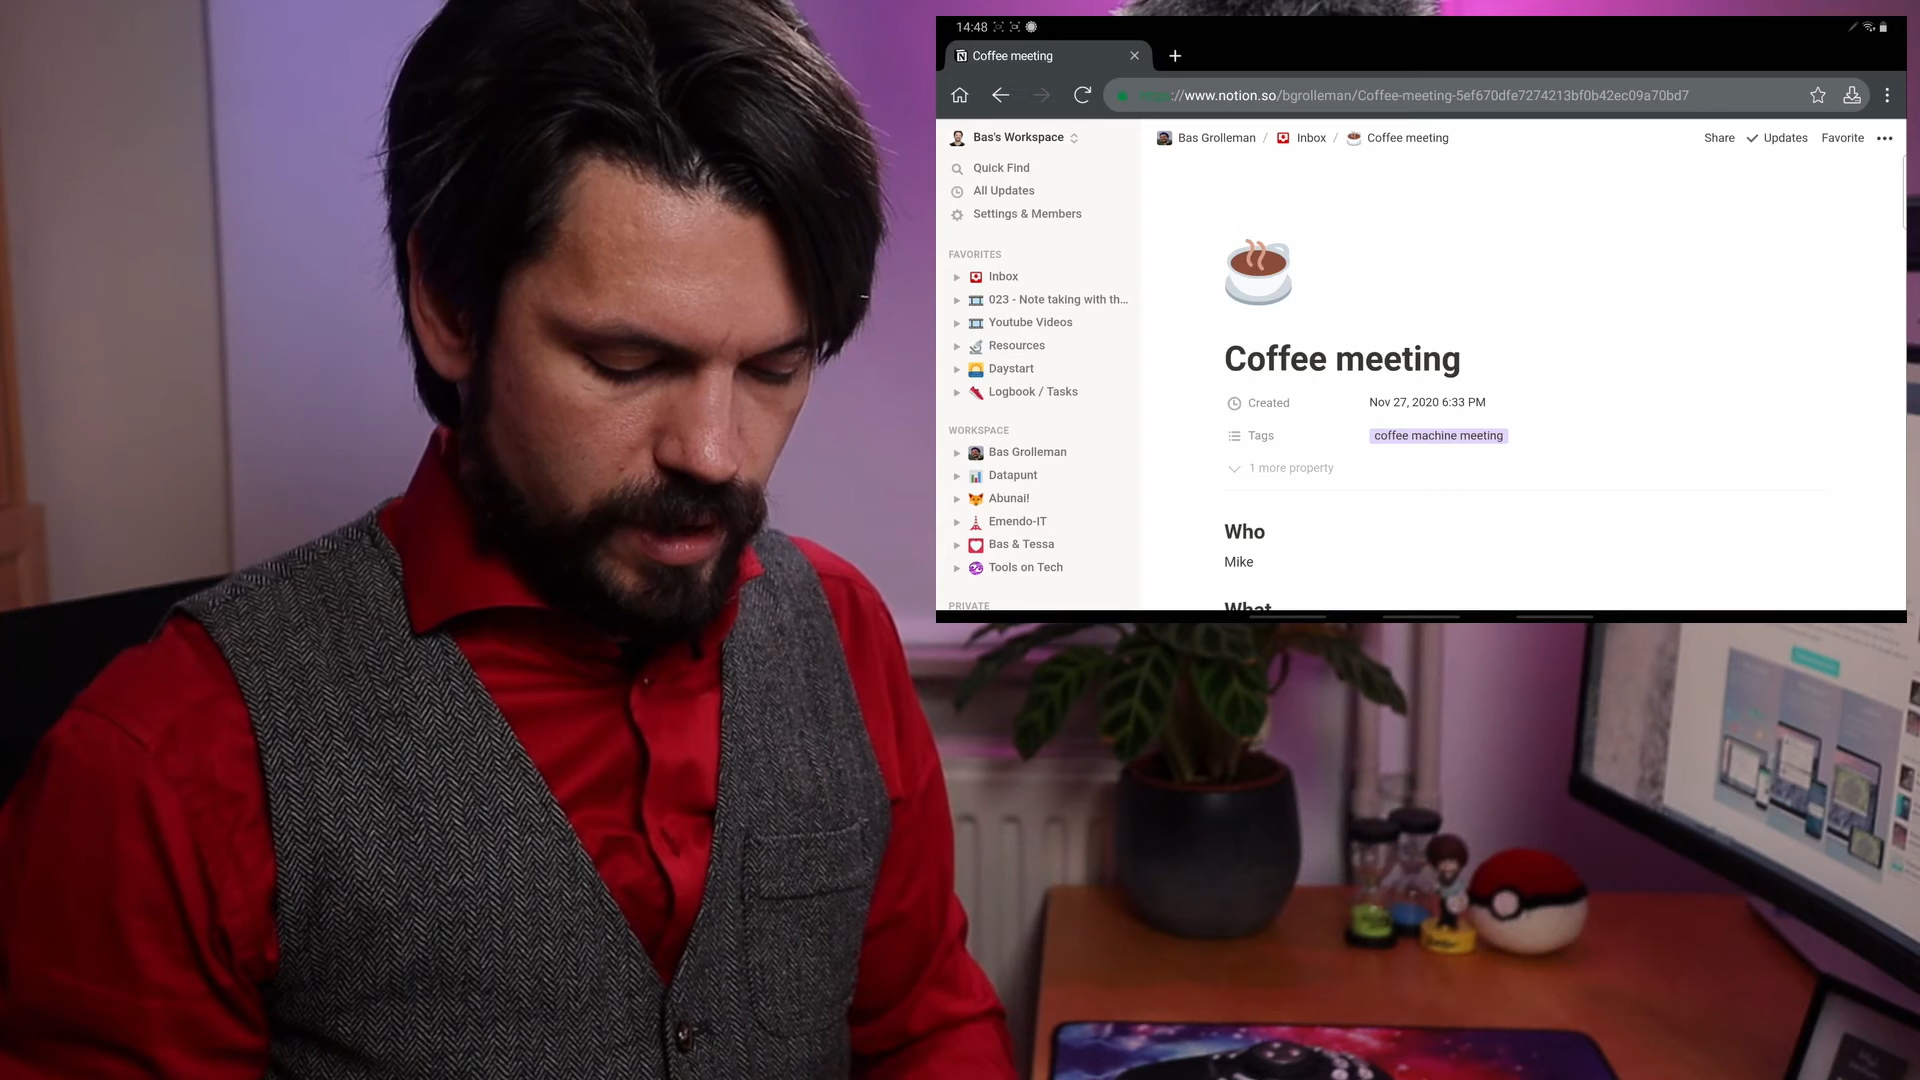 14:48
Coffee meeting
://www.notion.so/bgrolleman/Coffee-meeting-5ef670dfe7274213bf0b42ec09a70bd7
Bas's Workspace
Bas Grolleman / Inbox / Coffee meeting
Share
Updates
Favorite
Quick Find
All Updates
Settings & Members
FAVORITES
Inbox
023 - Note taking with th...
Youtube Videos
Resources
Daystart
Logbook / Tasks
WORKSPACE
Bas Grolleman
Datapunt
Abunai!
Emendo-IT
Bas & Tessa
Tools on Tech
PRIVATE
Coffee meeting
Created Nov 27, 2020 6:33 PM
Tags coffee machine meeting
1 more property
Who
Mike
What